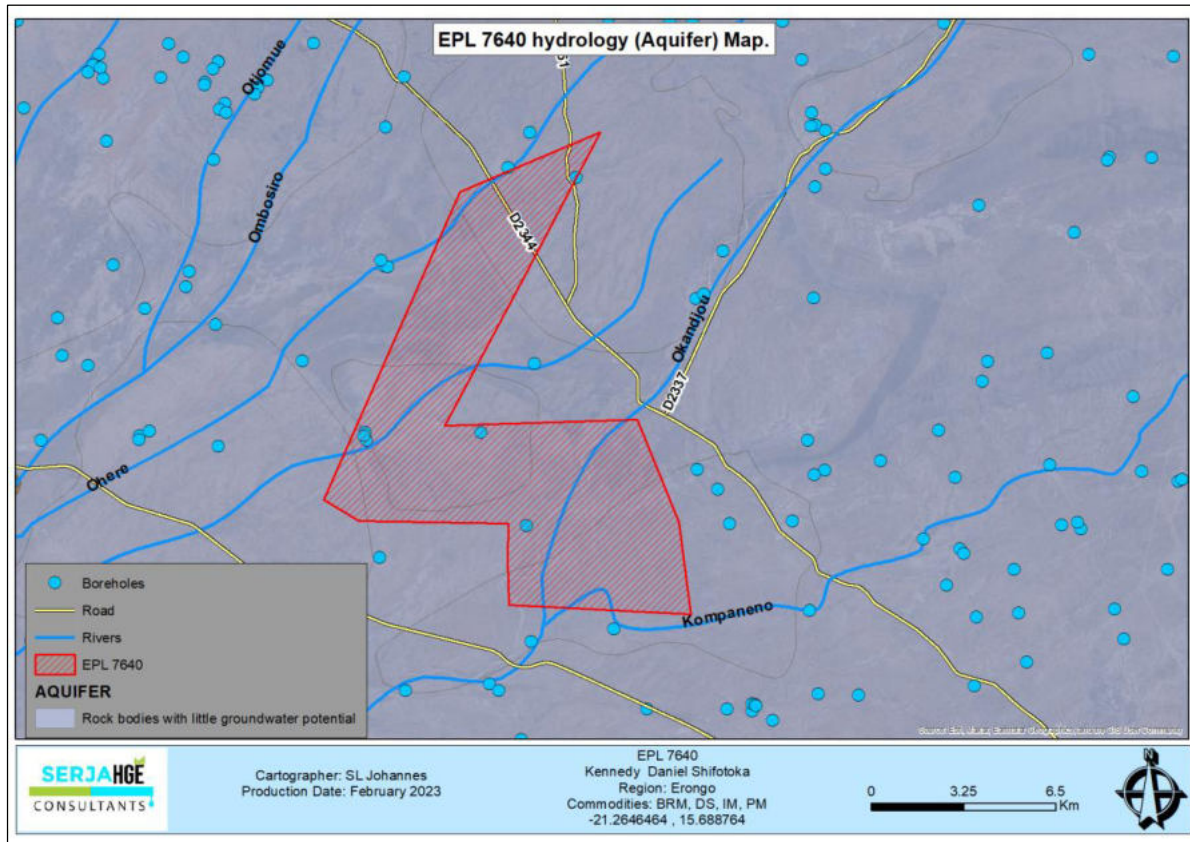 EPL 7640 hydrology (Aquifer) Map.
Otjomue
Ombosiro
D2344
Okandjou
D2337
Ohere
Kompaneno
Boreholes
Road
Rivers
EPL 7640
AQUIFER
Rock bodies with little groundwater potential
SERJA HGE
CONSULTANTS
Cartographer: SL Johannes
Production Date: February 2023
EPL 7640
Kennedy Daniel Shifotoka
Region: Erongo
Commodities: BRM, DS, IM, PM
-21.2646464 , 15.688764
N
0 3.25 6.5
Km